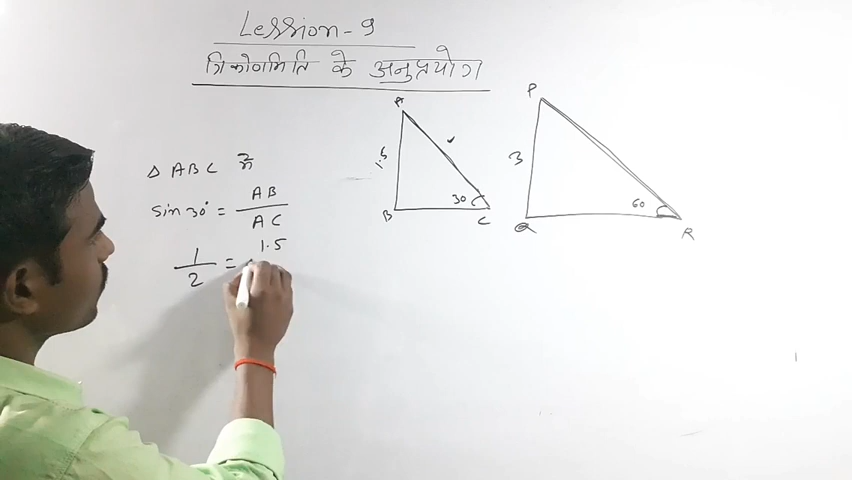 Lession-9
त्रिकोणमिति के अनुप्रयोग
A
1.5
30
B
C
P
3
60
Q
R
△ ABC में
sin 30° = AB / AC
1 / 2 = 1.5